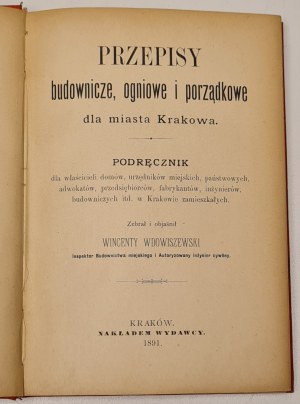 PRZEPISY
budownicze, ogniowe i porządkowe
dla miasta Krakowa.
PODRĘCZNIK
dla właścicieli domów, urzędników miejskich, państwowych,
adwokatów, przedsiębiorców, fabrykantów, inżynierów,
budowniczych itd. w Krakowie zamieszkałych.
Zebrał i objaśnił
WINCENTY WDOWISZEWSKI
Inspektor Budownictwa miejskiego i Autoryzowany inżynier cywilny.
KRAKÓW.
NAKŁADEM WYDAWCY.
1891.